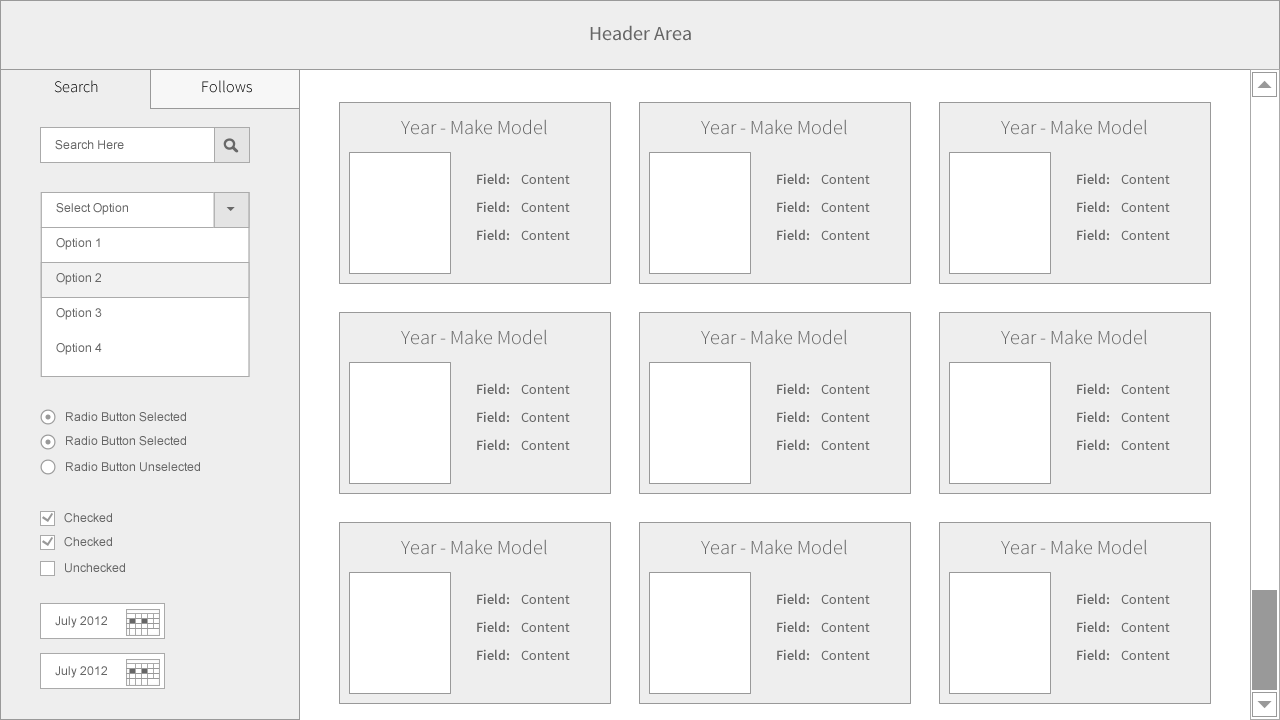 Header Area
Search
Follows
Search Here
Select Option
Option 1
Option 2
Option 3
Option 4
Radio Button Selected
Radio Button Selected
Radio Button Unselected
Checked
Checked
Unchecked
July 2012
July 2012
Year - Make Model
Field: Content
Field: Content
Field: Content
Year - Make Model
Field: Content
Field: Content
Field: Content
Year - Make Model
Field: Content
Field: Content
Field: Content
Year - Make Model
Field: Content
Field: Content
Field: Content
Year - Make Model
Field: Content
Field: Content
Field: Content
Year - Make Model
Field: Content
Field: Content
Field: Content
Year - Make Model
Field: Content
Field: Content
Field: Content
Year - Make Model
Field: Content
Field: Content
Field: Content
Year - Make Model
Field: Content
Field: Content
Field: Content